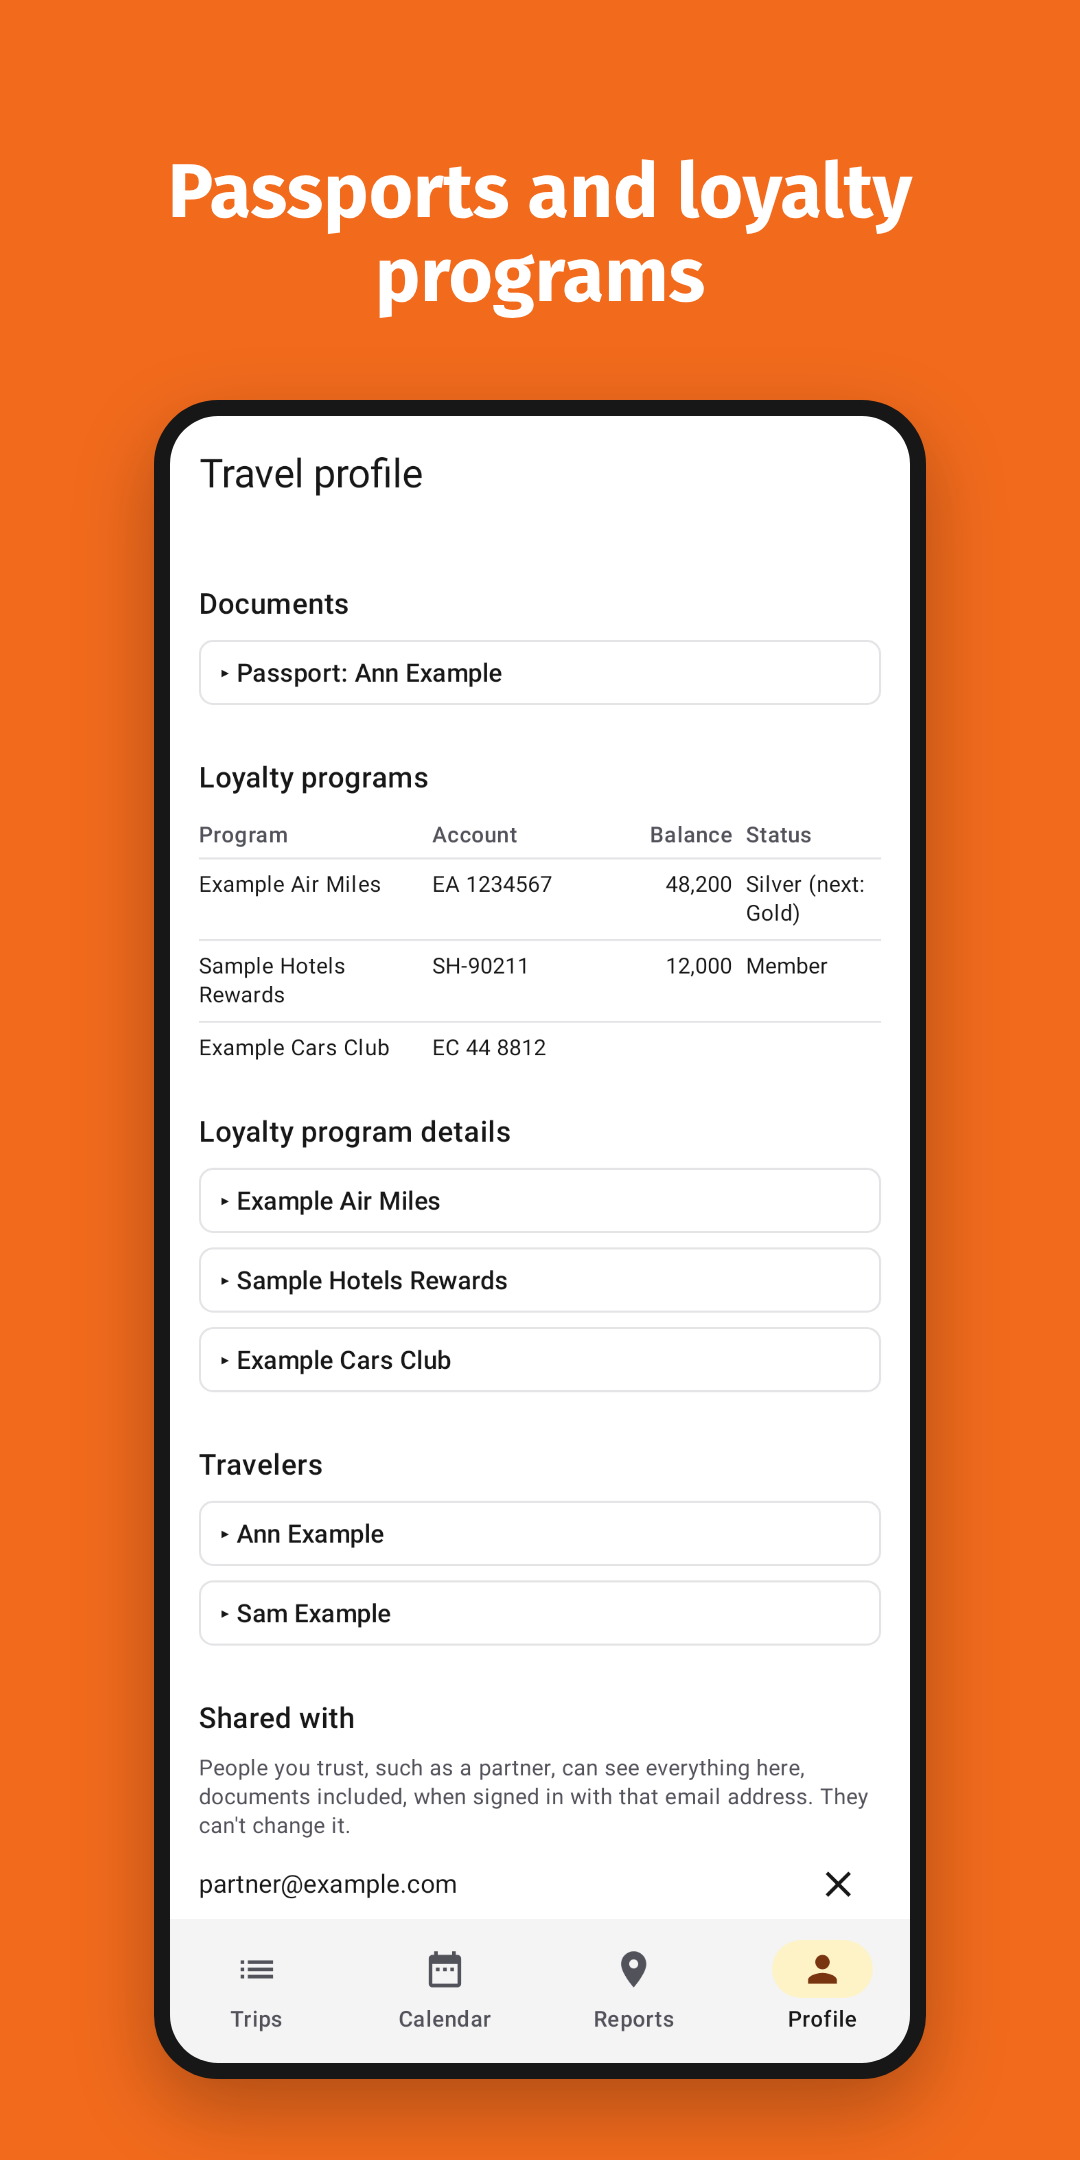 Passports and loyalty
programs
Travel profile
Documents
▸ Passport: Ann Example
Loyalty programs
Program Account Balance Status
Example Air Miles EA 1234567 48,200 Silver (next:
Gold)
Sample Hotels SH-90211 12,000 Member
Rewards
Example Cars Club EC 44 8812
Loyalty program details
▸ Example Air Miles
▸ Sample Hotels Rewards
▸ Example Cars Club
Travelers
▸ Ann Example
▸ Sam Example
Shared with
People you trust, such as a partner, can see everything here,
documents included, when signed in with that email address. They
can't change it.
partner@example.com
Trips Calendar Reports Profile